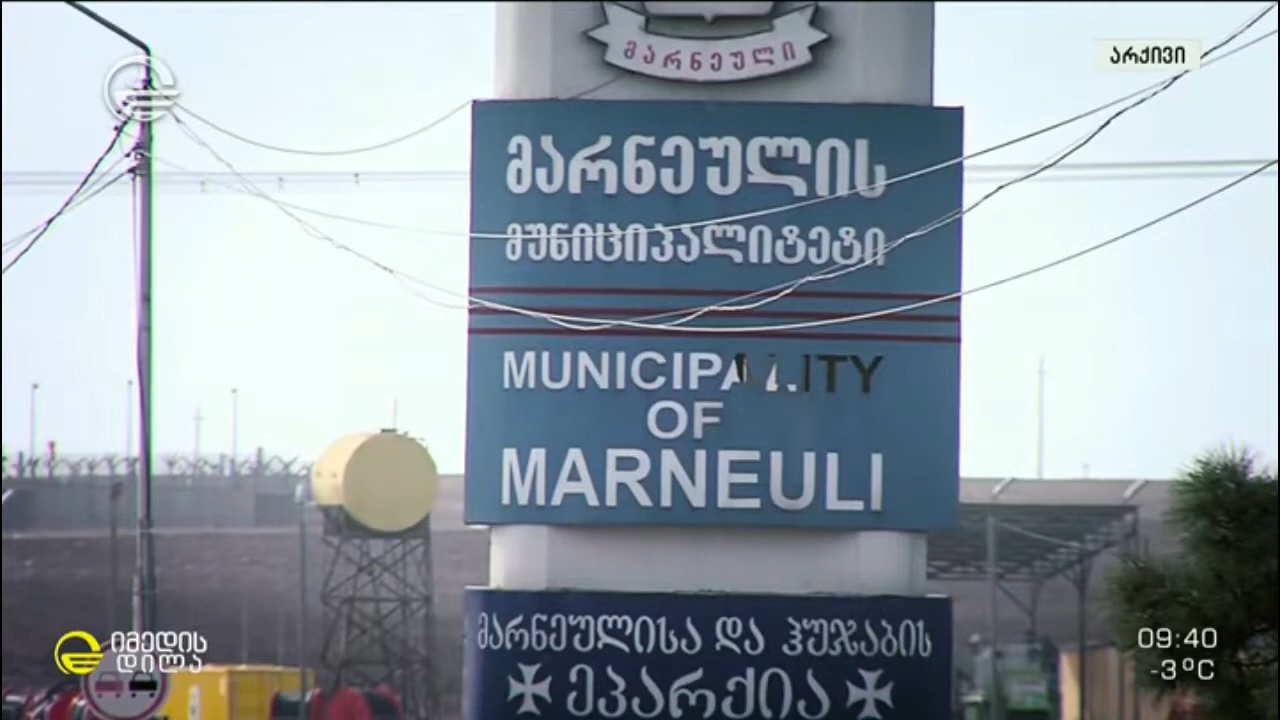 მარნეული
არქივი
მარნეულის
მუნიციპალიტეტი
MUNICIPALITY
OF
MARNEULI
მარნეულისა და ჰუჯაბის
ეპარქია
იმედის
დილა
09:40
-3°C